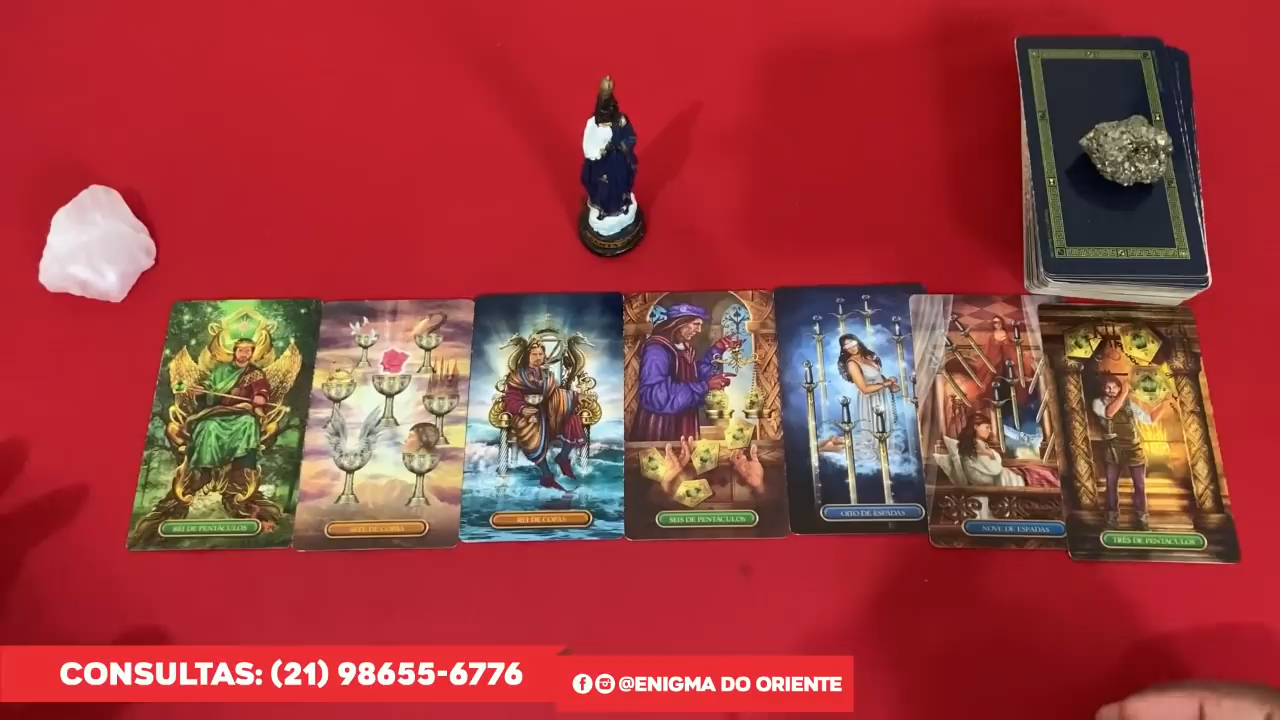 REI DE PENTÁCULOS
SETE DE COPAS
REI DE COPAS
SEIS DE PENTÁCULOS
OITO DE ESPADAS
NOVE DE ESPADAS
TRÊS DE PENTÁCULOS
CONSULTAS: (21) 98655-6776
@ENIGMA DO ORIENTE